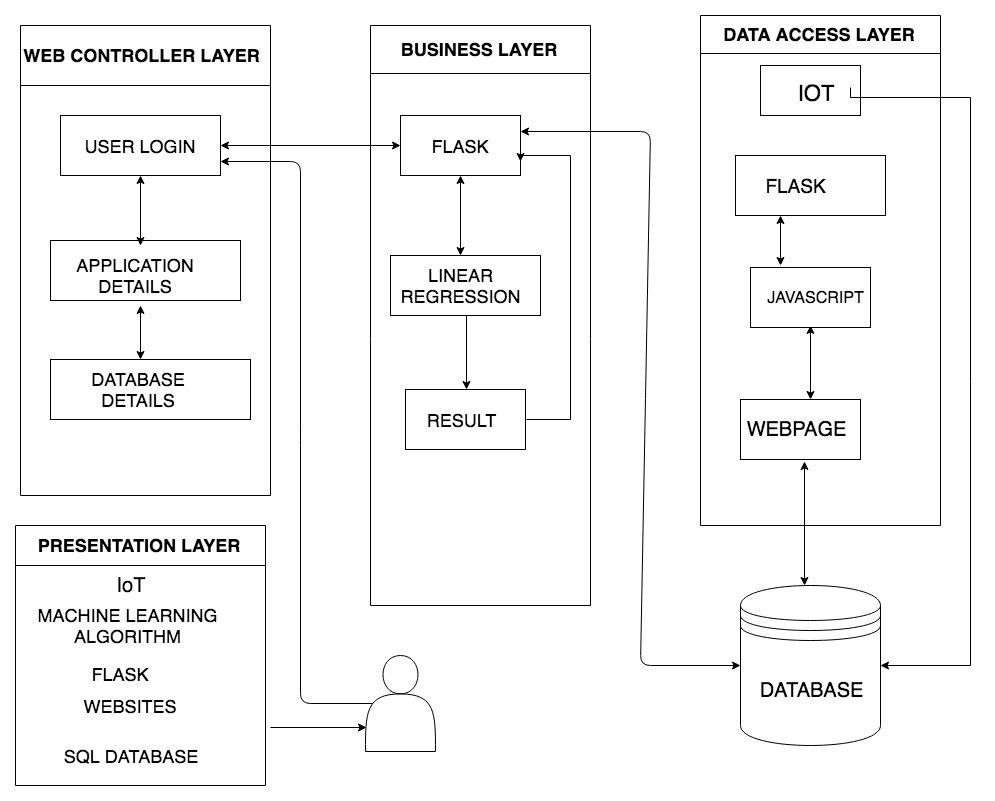 WEB CONTROLLER LAYER
USER LOGIN
APPLICATION
DETAILS
DATABASE
DETAILS
BUSINESS LAYER
FLASK
LINEAR
REGRESSION
RESULT
DATA ACCESS LAYER
IOT
FLASK
JAVASCRIPT
WEBPAGE
DATABASE
PRESENTATION LAYER
IoT
MACHINE LEARNING
ALGORITHM
FLASK
WEBSITES
SQL DATABASE